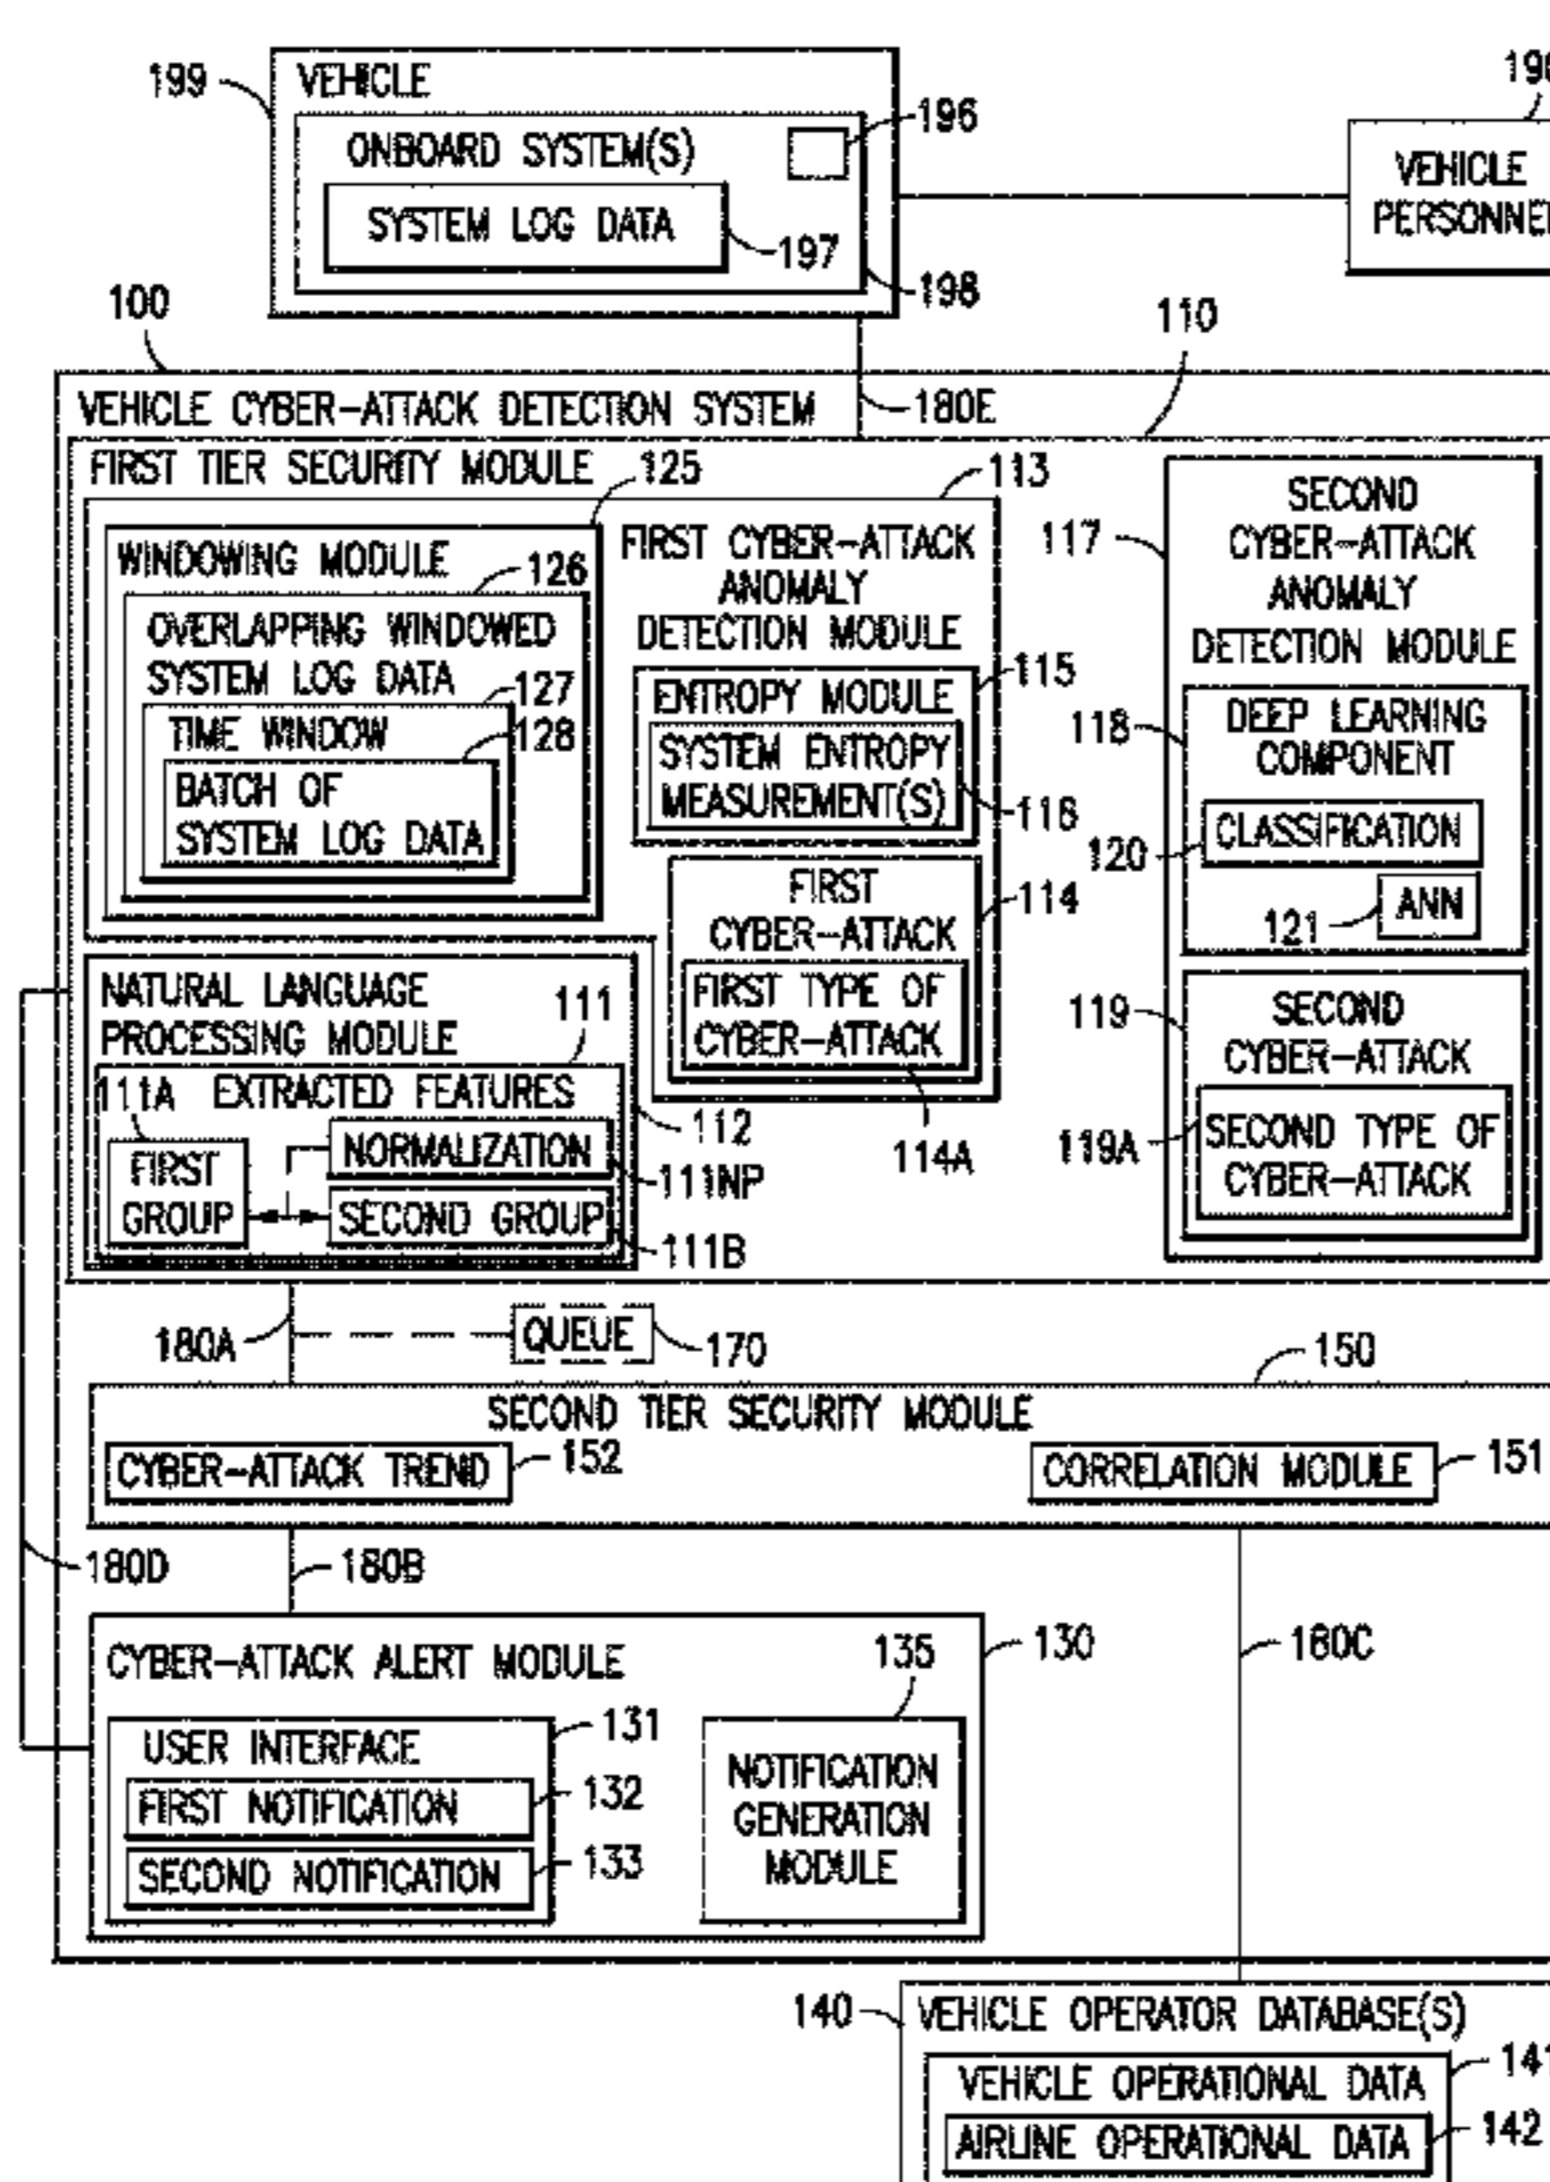 199
VEHICLE
ONBOARD SYSTEM(S)
196
SYSTEM LOG DATA
197
198
VEHICLE
100
110
VEHICLE CYBER-ATTACK DETECTION SYSTEM
180E
FIRST TIER SECURITY MODULE
125
113
WINDOWING MODULE
126
OVERLAPPING WINDOWED
SYSTEM LOG DATA
127
TIME WINDOW
128
BATCH OF
SYSTEM LOG DATA
FIRST CYBER-ATTACK
ANOMALY
DETECTION MODULE
115
ENTROPY MODULE
SYSTEM ENTROPY
MEASUREMENT(S)
116
FIRST
CYBER-ATTACK
114
FIRST TYPE OF
CYBER-ATTACK
114A
117
SECOND
CYBER-ATTACK
ANOMALY
DETECTION MODULE
118
DEEP LEARNING
COMPONENT
120
CLASSIFICATION
121
ANN
119
SECOND
CYBER-ATTACK
119A
SECOND TYPE OF
CYBER-ATTACK
NATURAL LANGUAGE
PROCESSING MODULE
111
111A
EXTRACTED FEATURES
112
FIRST
GROUP
NORMALIZATION
111NP
SECOND GROUP
111B
180A
QUEUE
170
150
SECOND TIER SECURITY MODULE
CYBER-ATTACK TREND
152
CORRELATION MODULE
151
180D
180B
180C
CYBER-ATTACK ALERT MODULE
135
130
USER INTERFACE
131
FIRST NOTIFICATION
132
SECOND NOTIFICATION
133
NOTIFICATION
GENERATION
MODULE
140
VEHICLE OPERATOR DATABASE(S)
VEHICLE OPERATIONAL DATA
141
AIRLINE OPERATIONAL DATA
142